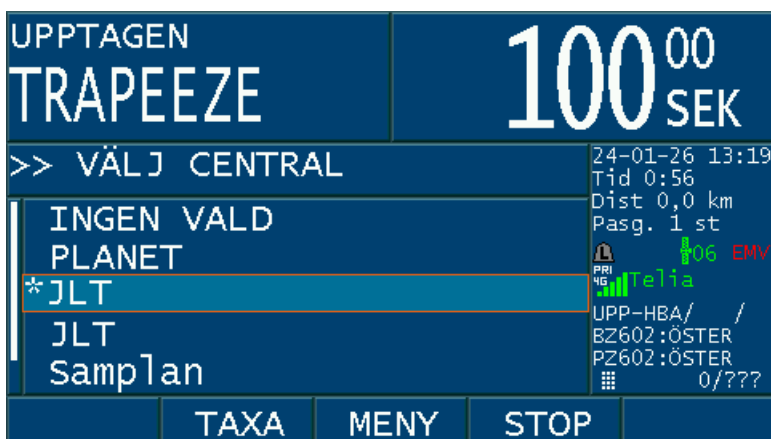 UPPTAGEN
TRAPEEZE
100 00 SEK
>> VÄLJ CENTRAL
INGEN VALD
PLANET
*JLT
JLT
Samplan
24-01-26 13:19
Tid 0:56
Dist 0,0 km
Pasg. 1 st
06 EMV
PRI 4G Telia
UPP-HBA/ /
BZ602:ÖSTER
PZ602:ÖSTER
0/???
TAXA MENY STOP